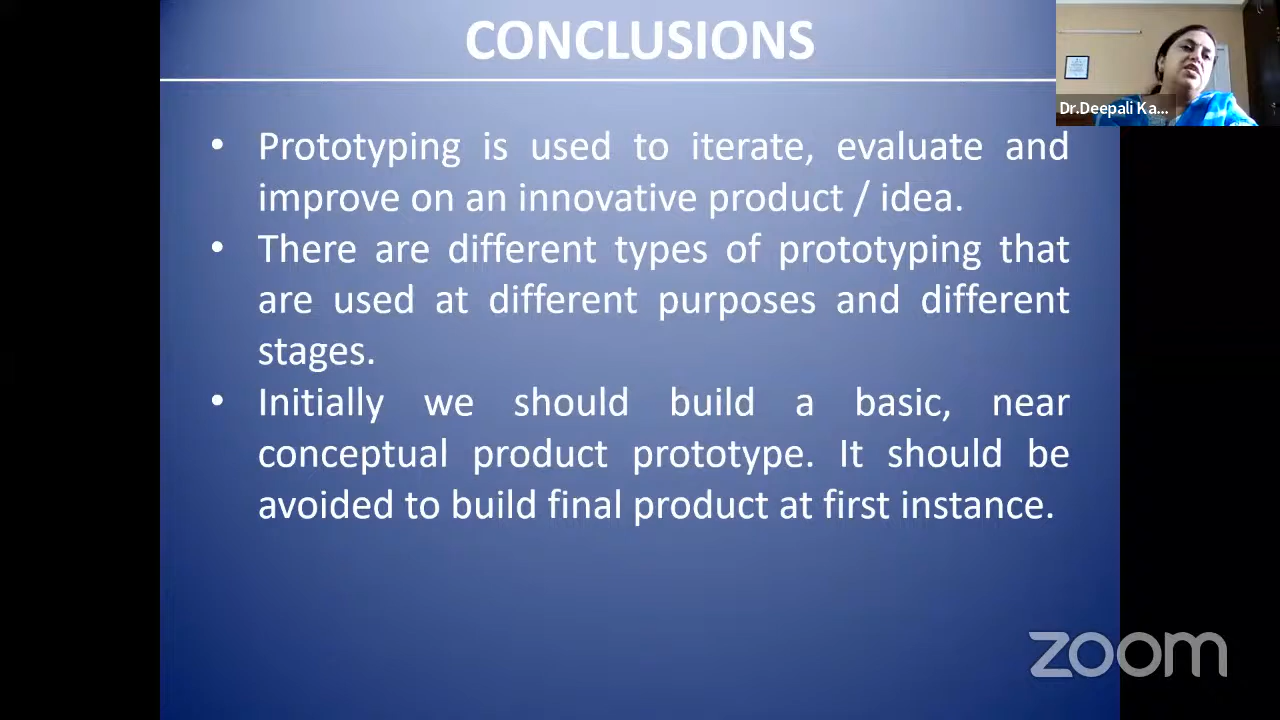 CONCLUSIONS
Dr.Deepali Ka...
• Prototyping is used to iterate, evaluate and
improve on an innovative product / idea.
• There are different types of prototyping that
are used at different purposes and different
stages.
• Initially we should build a basic, near
conceptual product prototype. It should be
avoided to build final product at first instance.
zoom